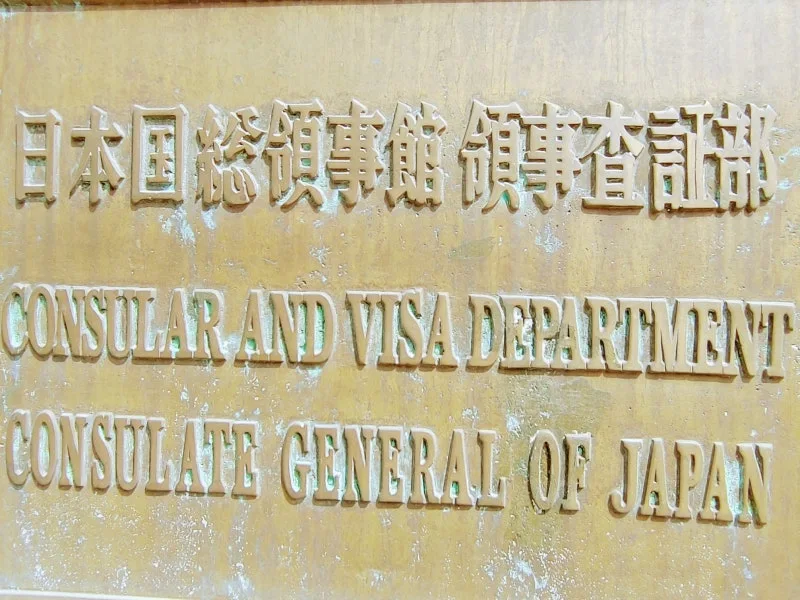 日本国総領事館 領事査証部
CONSULAR AND VISA DEPARTMENT
CONSULATE GENERAL OF JAPAN